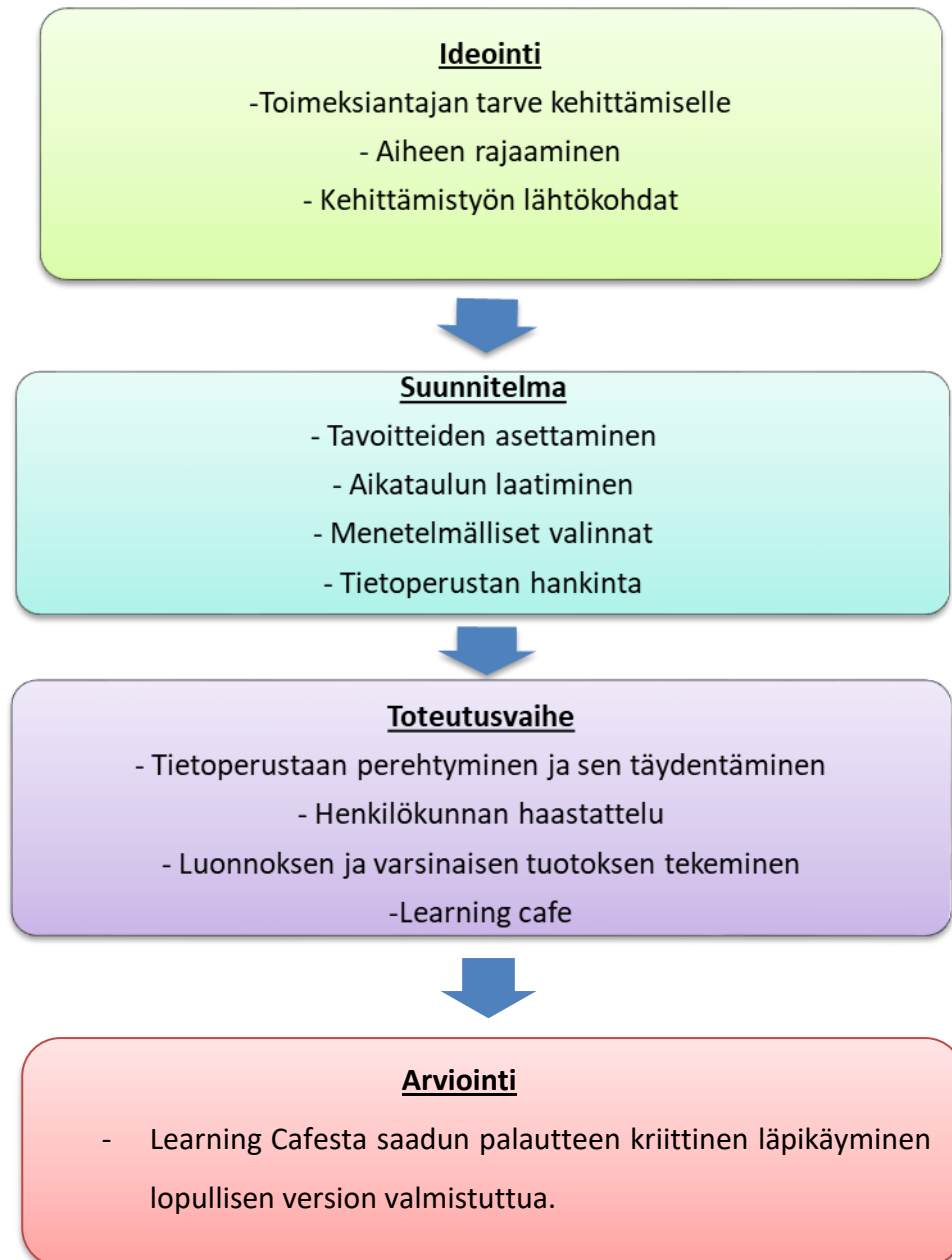 Ideointi
-Toimeksiantajan tarve kehittämiselle
- Aiheen rajaaminen
- Kehittämistyön lähtökohdat
Suunnitelma
- Tavoitteiden asettaminen
- Aikataulun laatiminen
- Menetelmälliset valinnat
- Tietoperustan hankinta
Toteutusvaihe
- Tietoperustaan perehtyminen ja sen täydentäminen
- Henkilökunnan haastattelu
- Luonnoksen ja varsinaisen tuotoksen tekeminen
-Learning cafe
Arviointi
- Learning Cafesta saadun palautteen kriittinen läpikäyminen
lopullisen version valmistuttua.